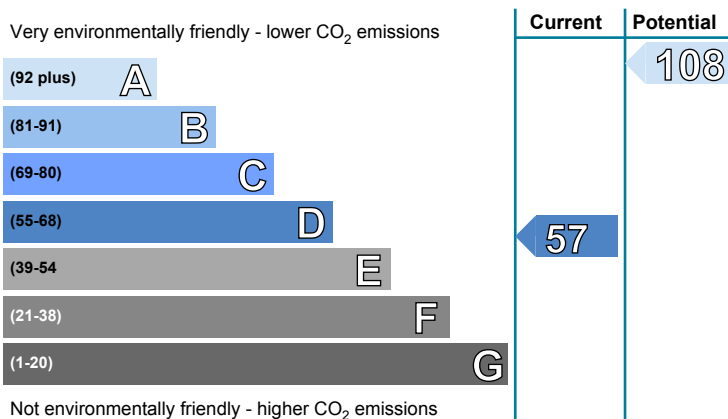 Current Potential
Very environmentally friendly - lower CO2 emissions
108
(92 plus) A
(81-91) B
(69-80) C
(55-68) D
57
(39-54 E
(21-38) F
(1-20) G
Not environmentally friendly - higher CO2 emissions